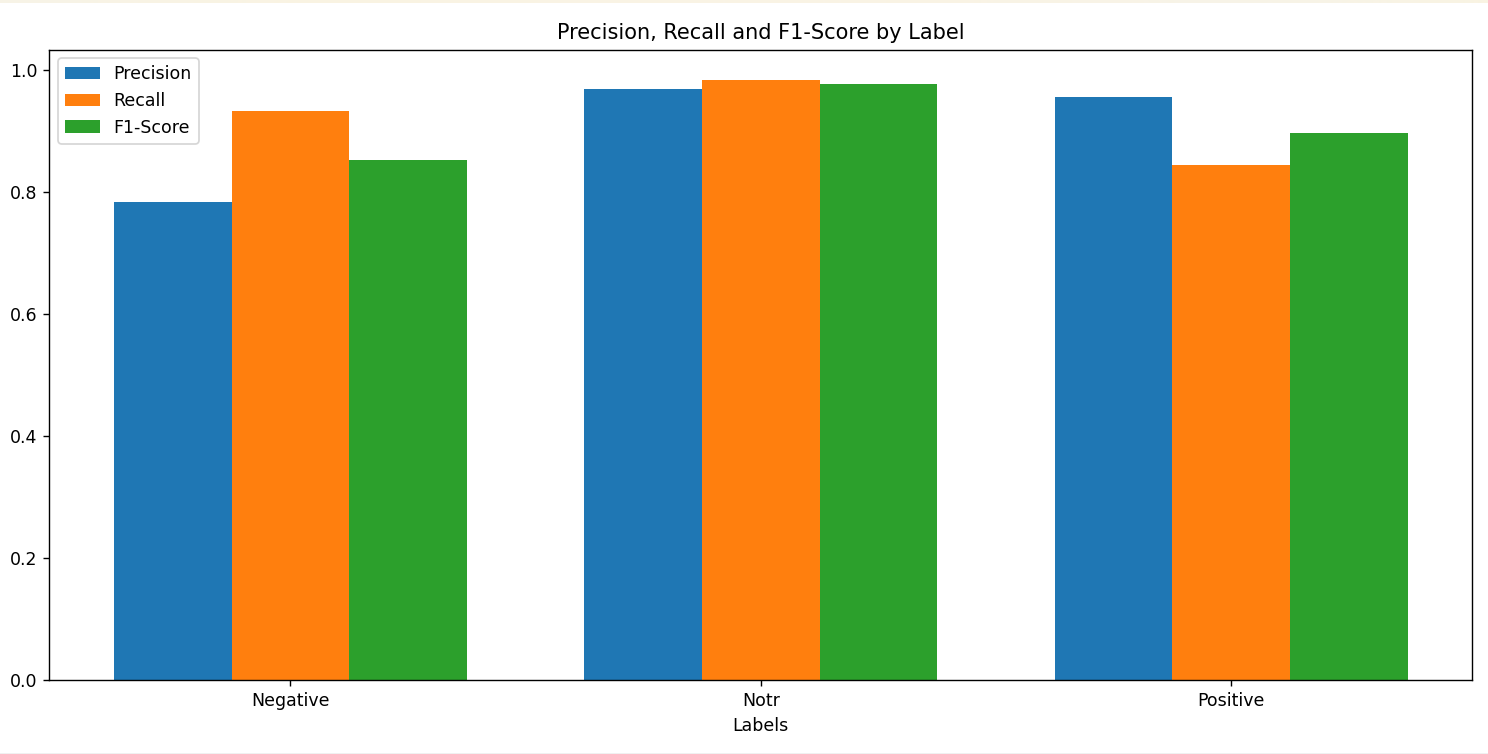 Precision, Recall and F1-Score by Label
Precision
Recall
F1-Score
1.0
0.8
0.6
0.4
0.2
0.0
Negative
Notr
Positive
Labels